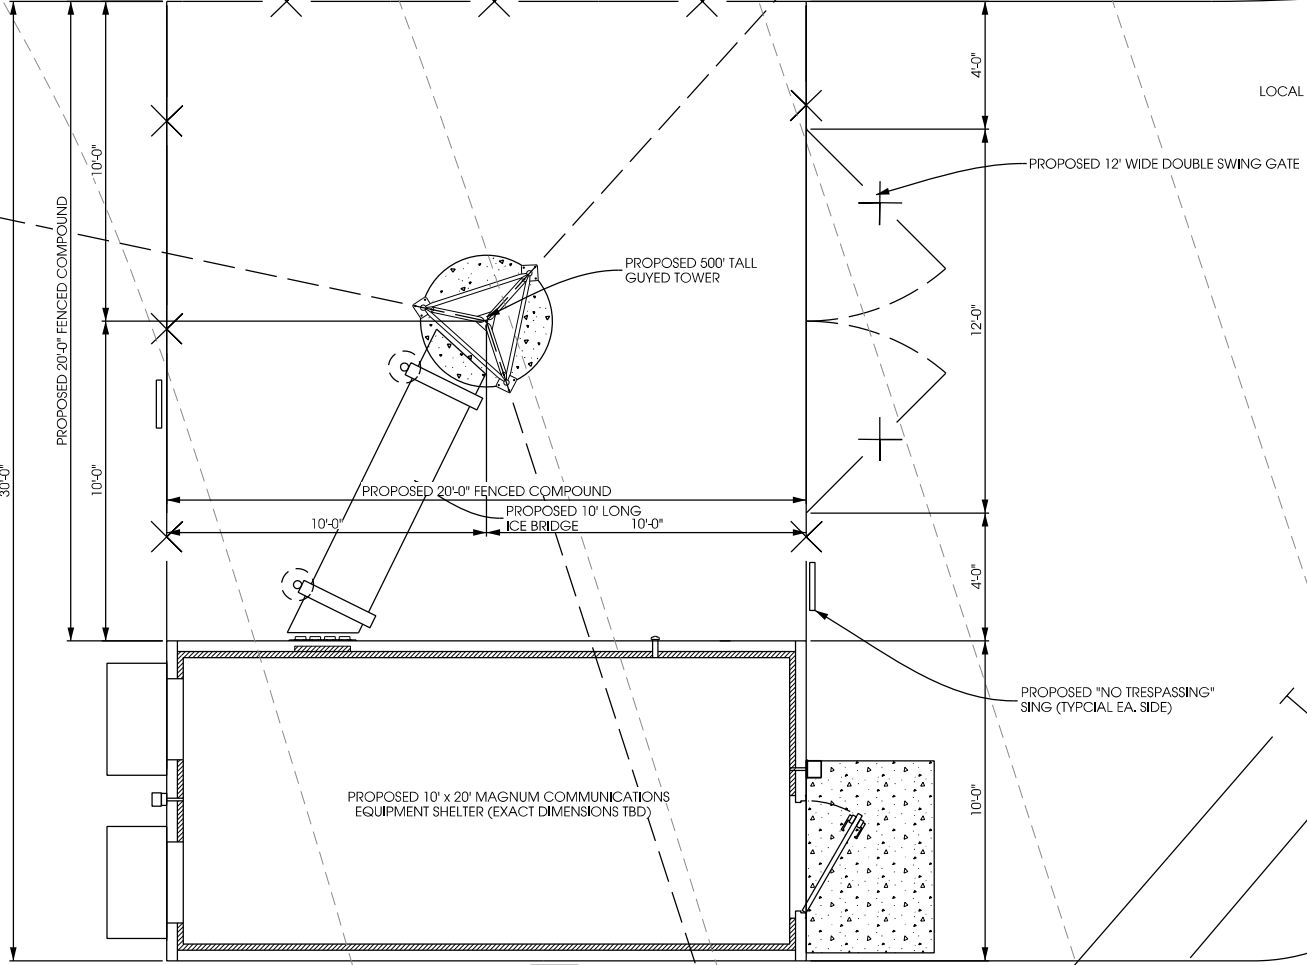 4'-0"
LOCAL
10'-0"
PROPOSED 12' WIDE DOUBLE SWING GATE
PROPOSED 20'-0" FENCED COMPOUND
PROPOSED 500' TALL
GUYED TOWER
12'-0"
30'-0"
10'-0"
PROPOSED 20'-0" FENCED COMPOUND
PROPOSED 10' LONG
ICE BRIDGE
10'-0"
10'-0"
4'-0"
PROPOSED "NO TRESPASSING"
SING (TYPCIAL EA. SIDE)
PROPOSED 10' x 20' MAGNUM COMMUNICATIONS
EQUIPMENT SHELTER (EXACT DIMENSIONS TBD)
10'-0"